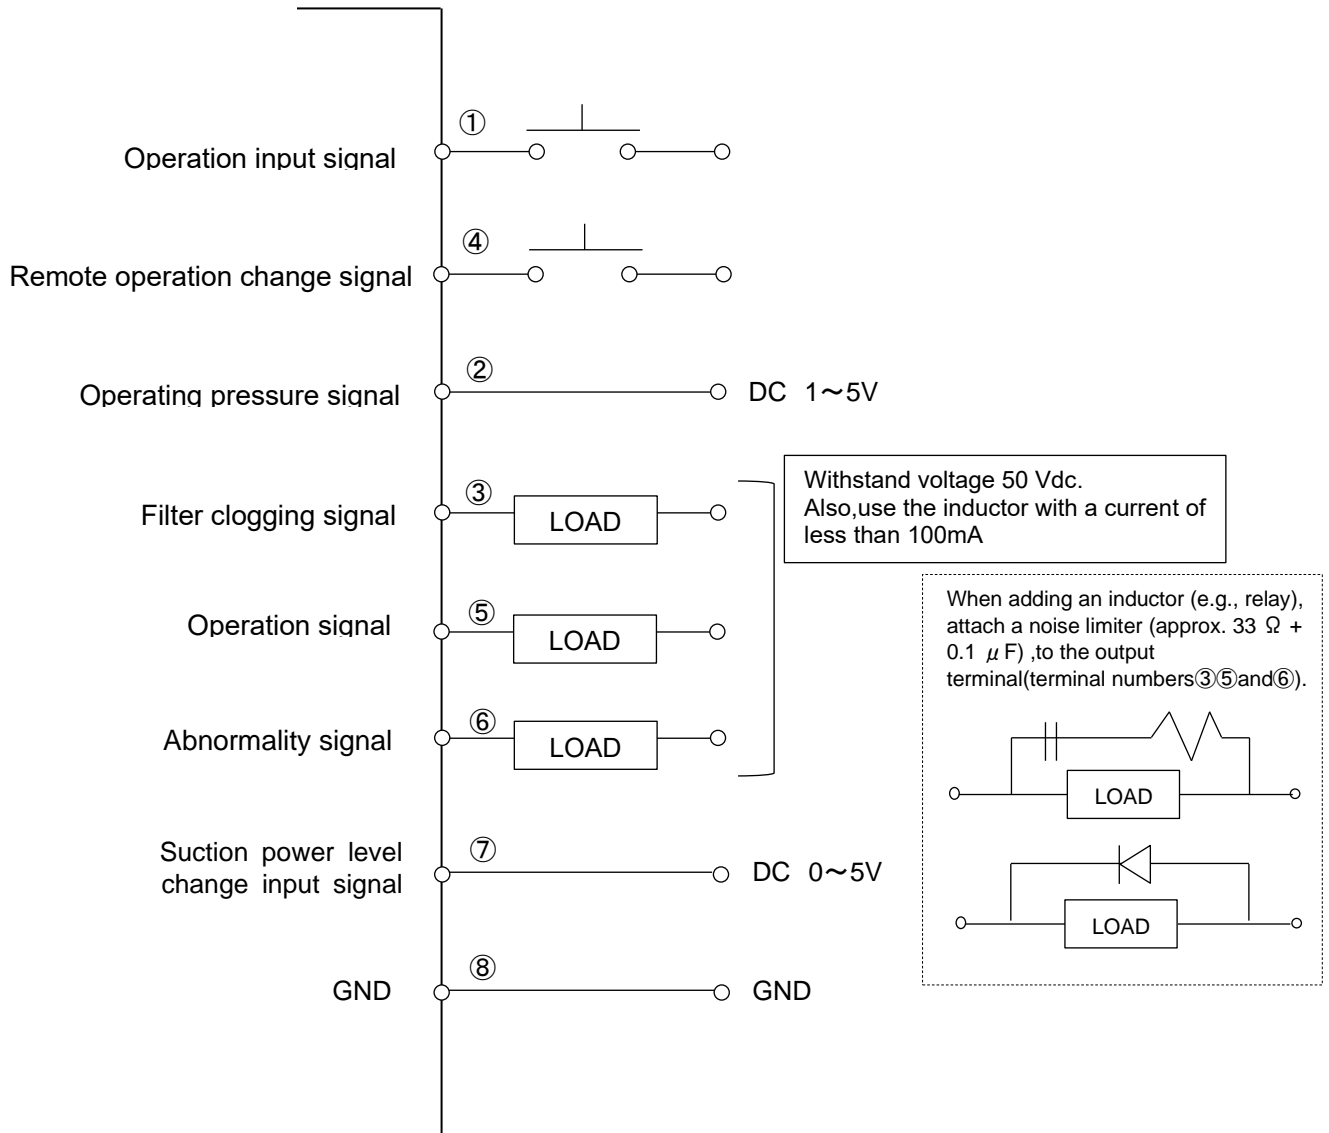 ①
Operation input signal
④
Remote operation change signal
②
Operating pressure signal
DC 1～5V
③
Filter clogging signal
LOAD
Withstand voltage 50 Vdc.
Also,use the inductor with a current of
less than 100mA
⑤
Operation signal
LOAD
⑥
Abnormality signal
LOAD
When adding an inductor (e.g., relay),
attach a noise limiter (approx. 33 Ω +
0.1 μF) ,to the output
terminal(terminal numbers③⑤and⑥).
LOAD
LOAD
⑦
Suction power level
change input signal
DC 0～5V
⑧
GND
GND